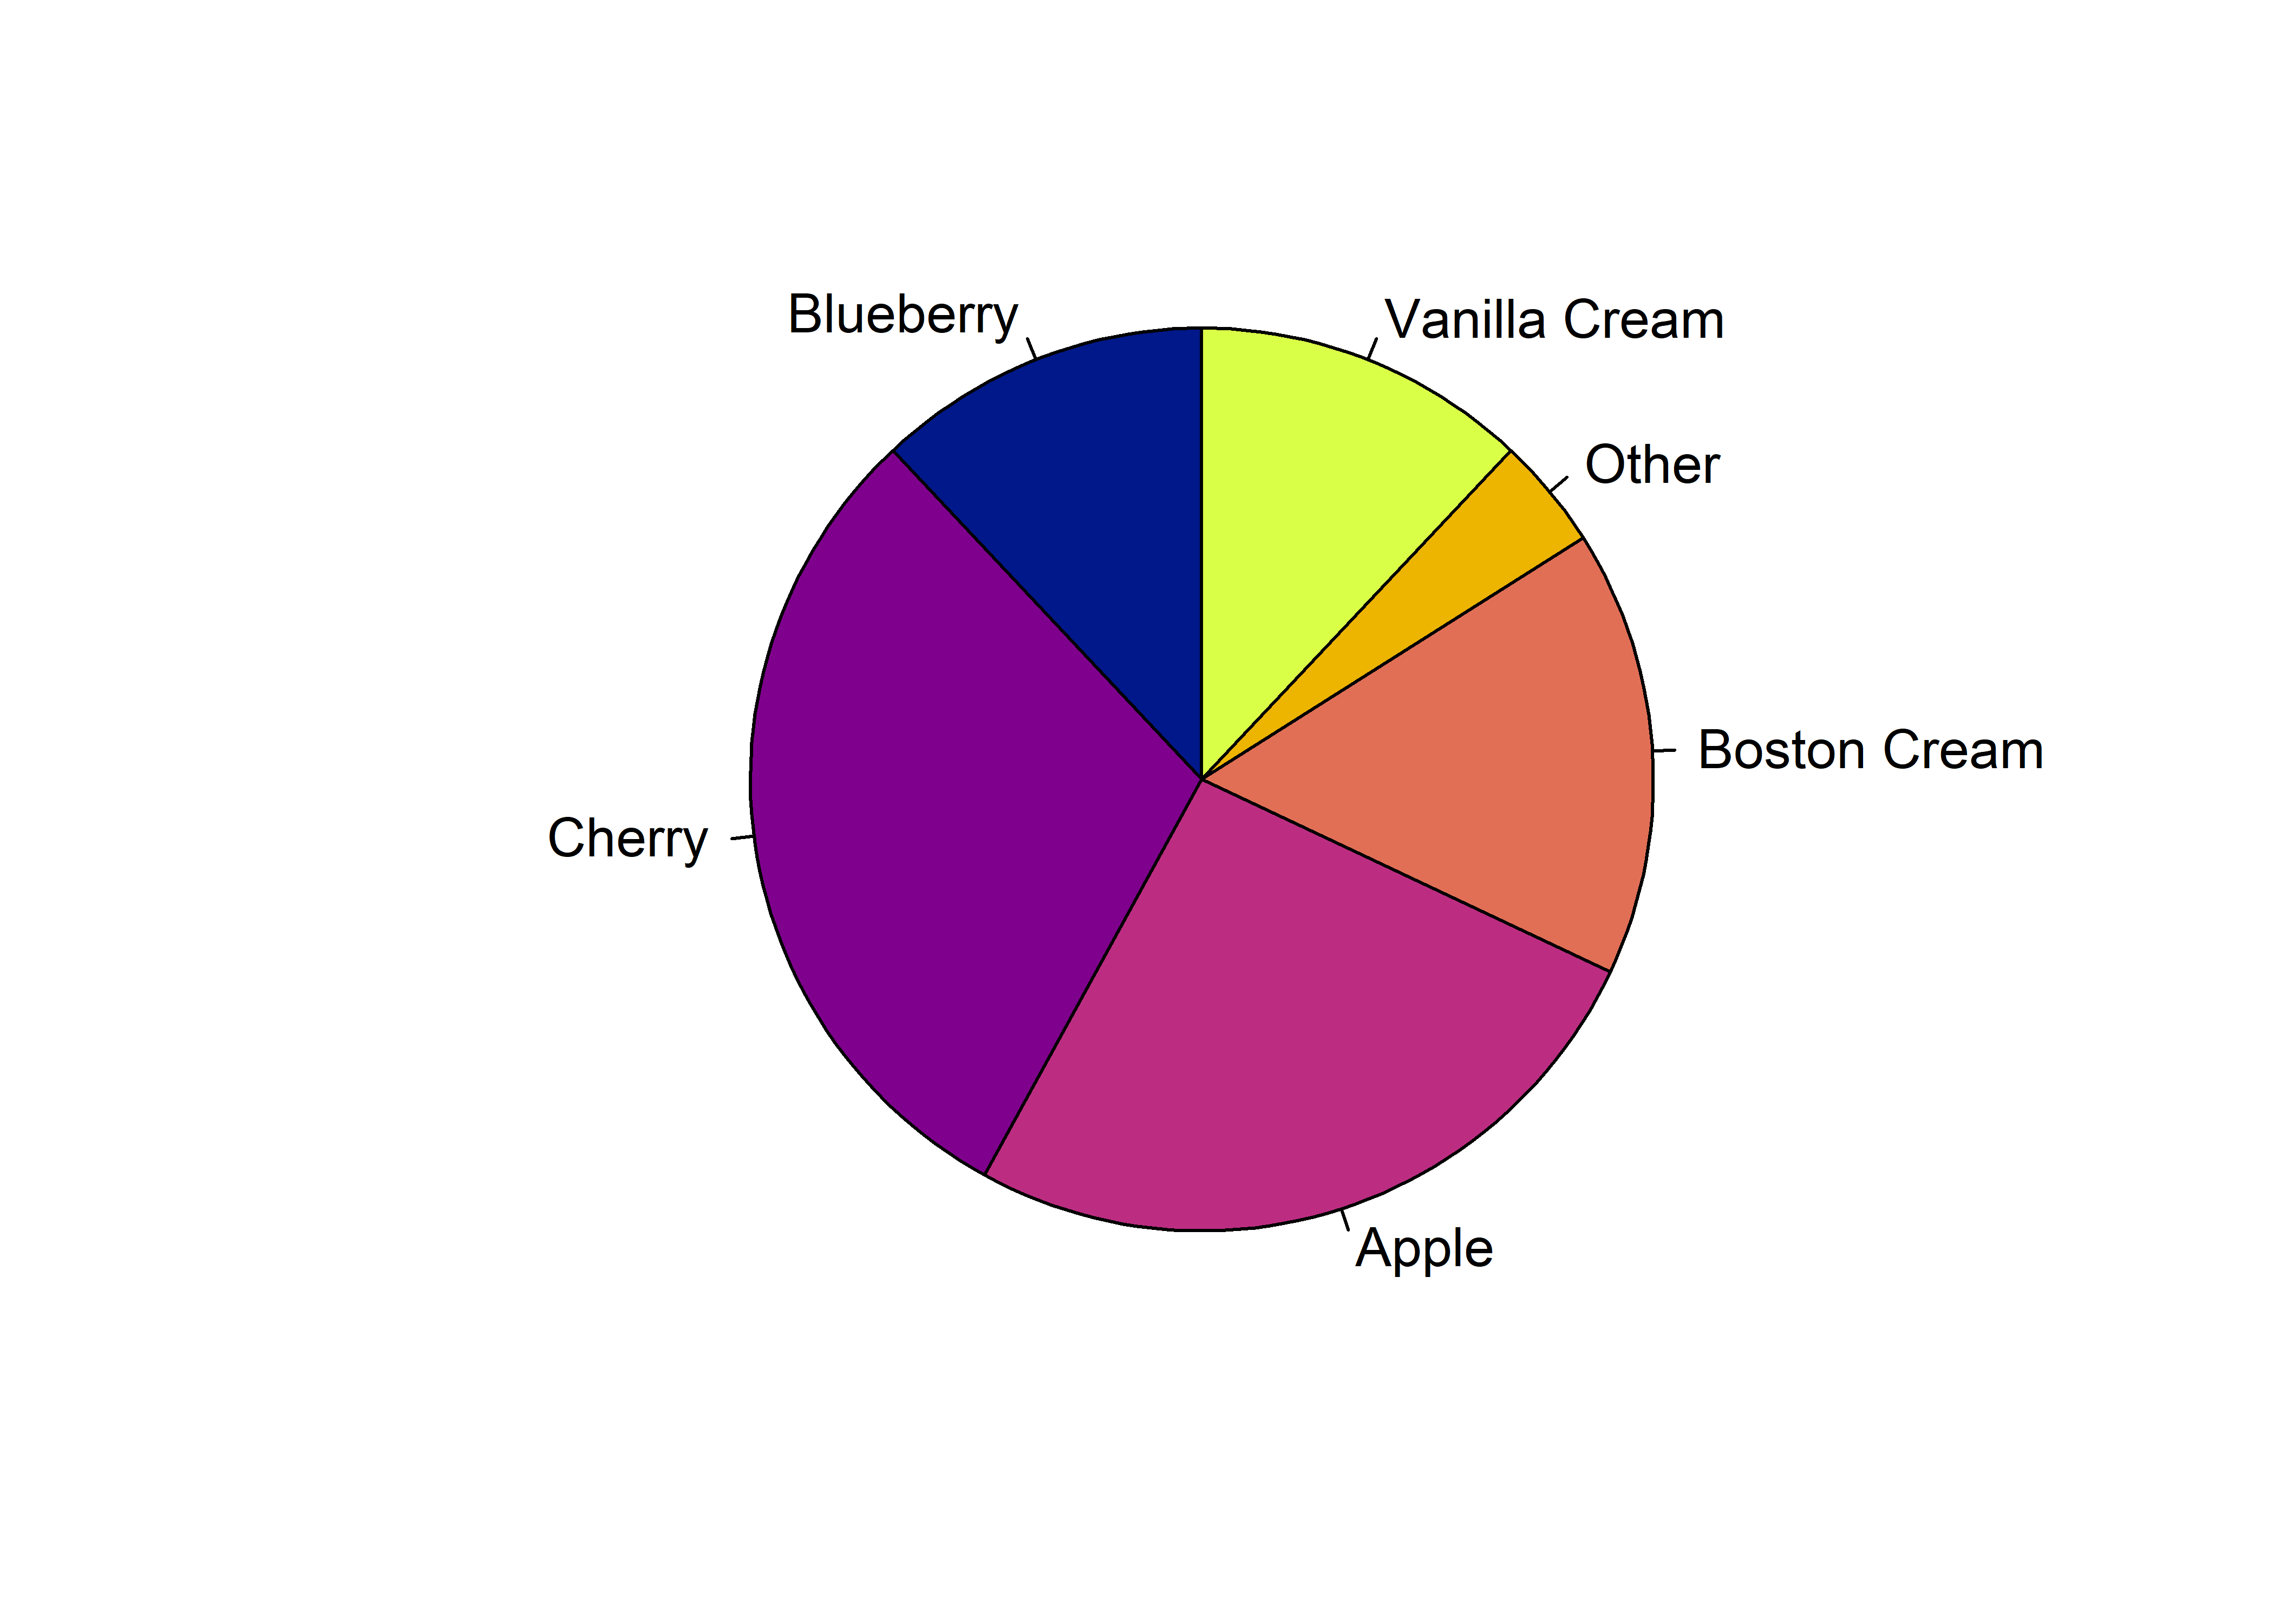 Blueberry
Vanilla Cream
Other
Boston Cream
Cherry
Apple